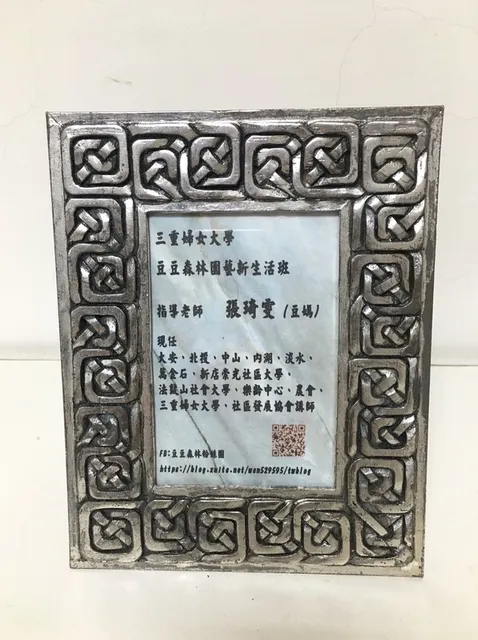 三重婦女大學
豆豆森林園藝新生活班
指導老師 張琦雯 (豆媽)
現任
大安、北投、中山、內湖、淡水、
萬金石、新店崇光社區大學、
法鼓山社會大學、樂齡中心、農會、
三重婦女大學、社區發展協會講師
FB:豆豆森林粉絲團
https://blog.xuite.net/wen529595/twblog